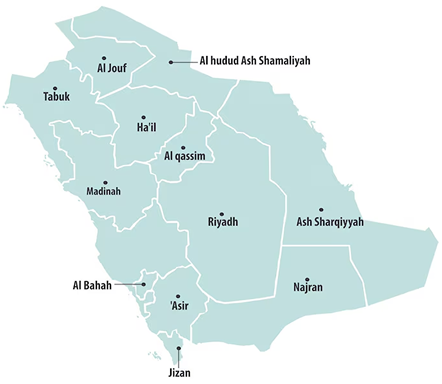 Al hudud Ash Shamaliyah
Al Jouf
Tabuk
Ha'il
Al qassim
Madinah
Riyadh
Ash Sharqiyyah
Al Bahah
Najran
'Asir
Jizan